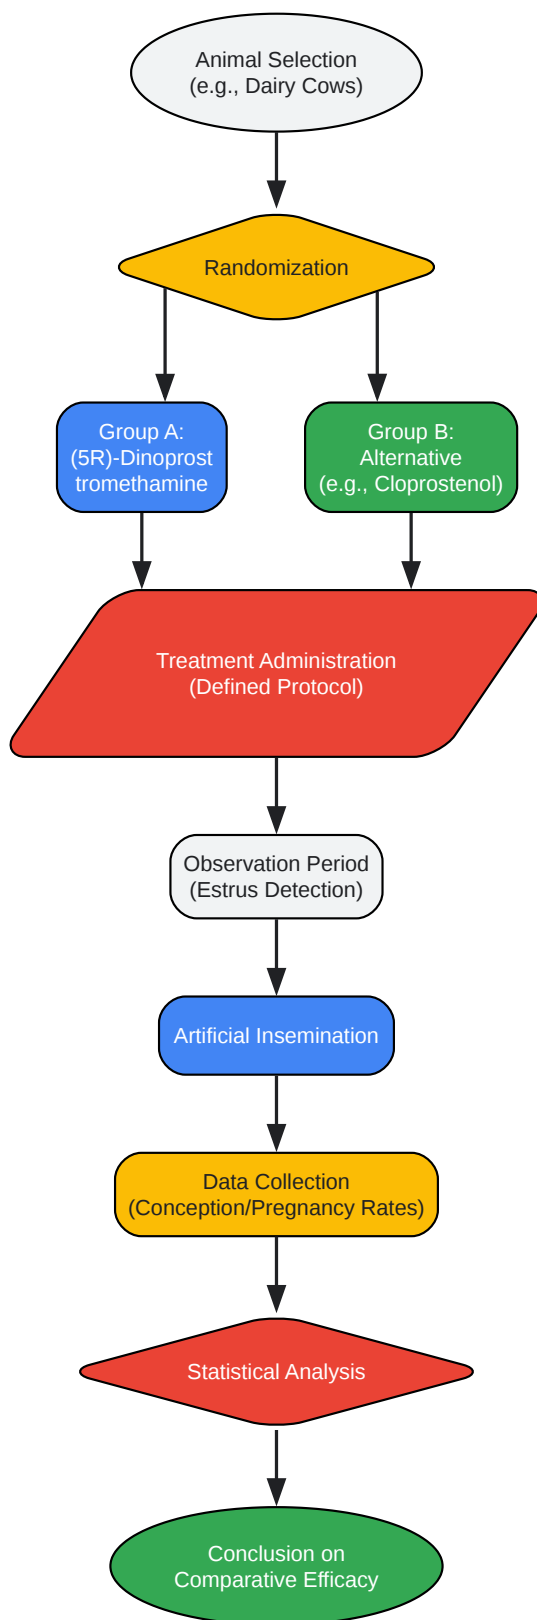 Animal Selection
(e.g., Dairy Cows)
Randomization
Group A:
(5R)-Dinoprost
tromethamine
Group B:
Alternative
(e.g., Cloprostenol)
Treatment Administration
(Defined Protocol)
Observation Period
(Estrus Detection)
Artificial Insemination
Data Collection
(Conception/Pregnancy Rates)
Statistical Analysis
Conclusion on
Comparative Efficacy